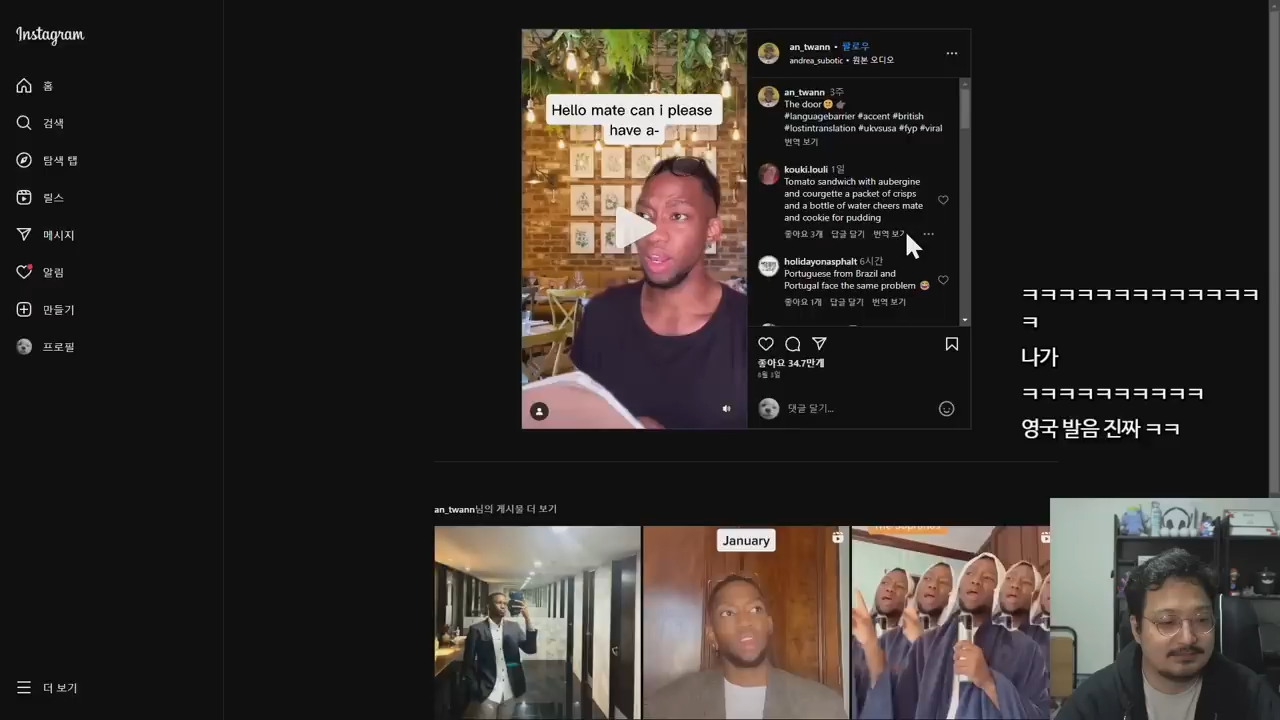 Instagram
홈
검색
탐색 탭
릴스
메시지
알림
만들기
프로필
더 보기
Hello mate can i please
have a-
an_twann • 팔로우
andrea_subotic • 원본 오디오
an_twann 3주
The door
#languagebarrier #accent #british
#lostintranslation #ukvsusa #fyp #viral
번역 보기
kouki.louli 1일
Tomato sandwich with aubergine
and courgette a packet of crisps
and a bottle of water cheers mate
and cookie for pudding
좋아요 3개 답글 달기 번역 보기
holidayonasphalt 6시간
Portuguese from Brazil and
Portugal face the same problem
좋아요 1개 답글 달기 번역 보기
좋아요 34.7만개
댓글 달기...
ㅋㅋㅋㅋㅋㅋㅋㅋㅋㅋㅋㅋㅋ
ㅋ
나가
ㅋㅋㅋㅋㅋㅋㅋㅋㅋㅋ
영국 발음 진짜 ㅋㅋ
an_twann님의 게시물 더 보기
January